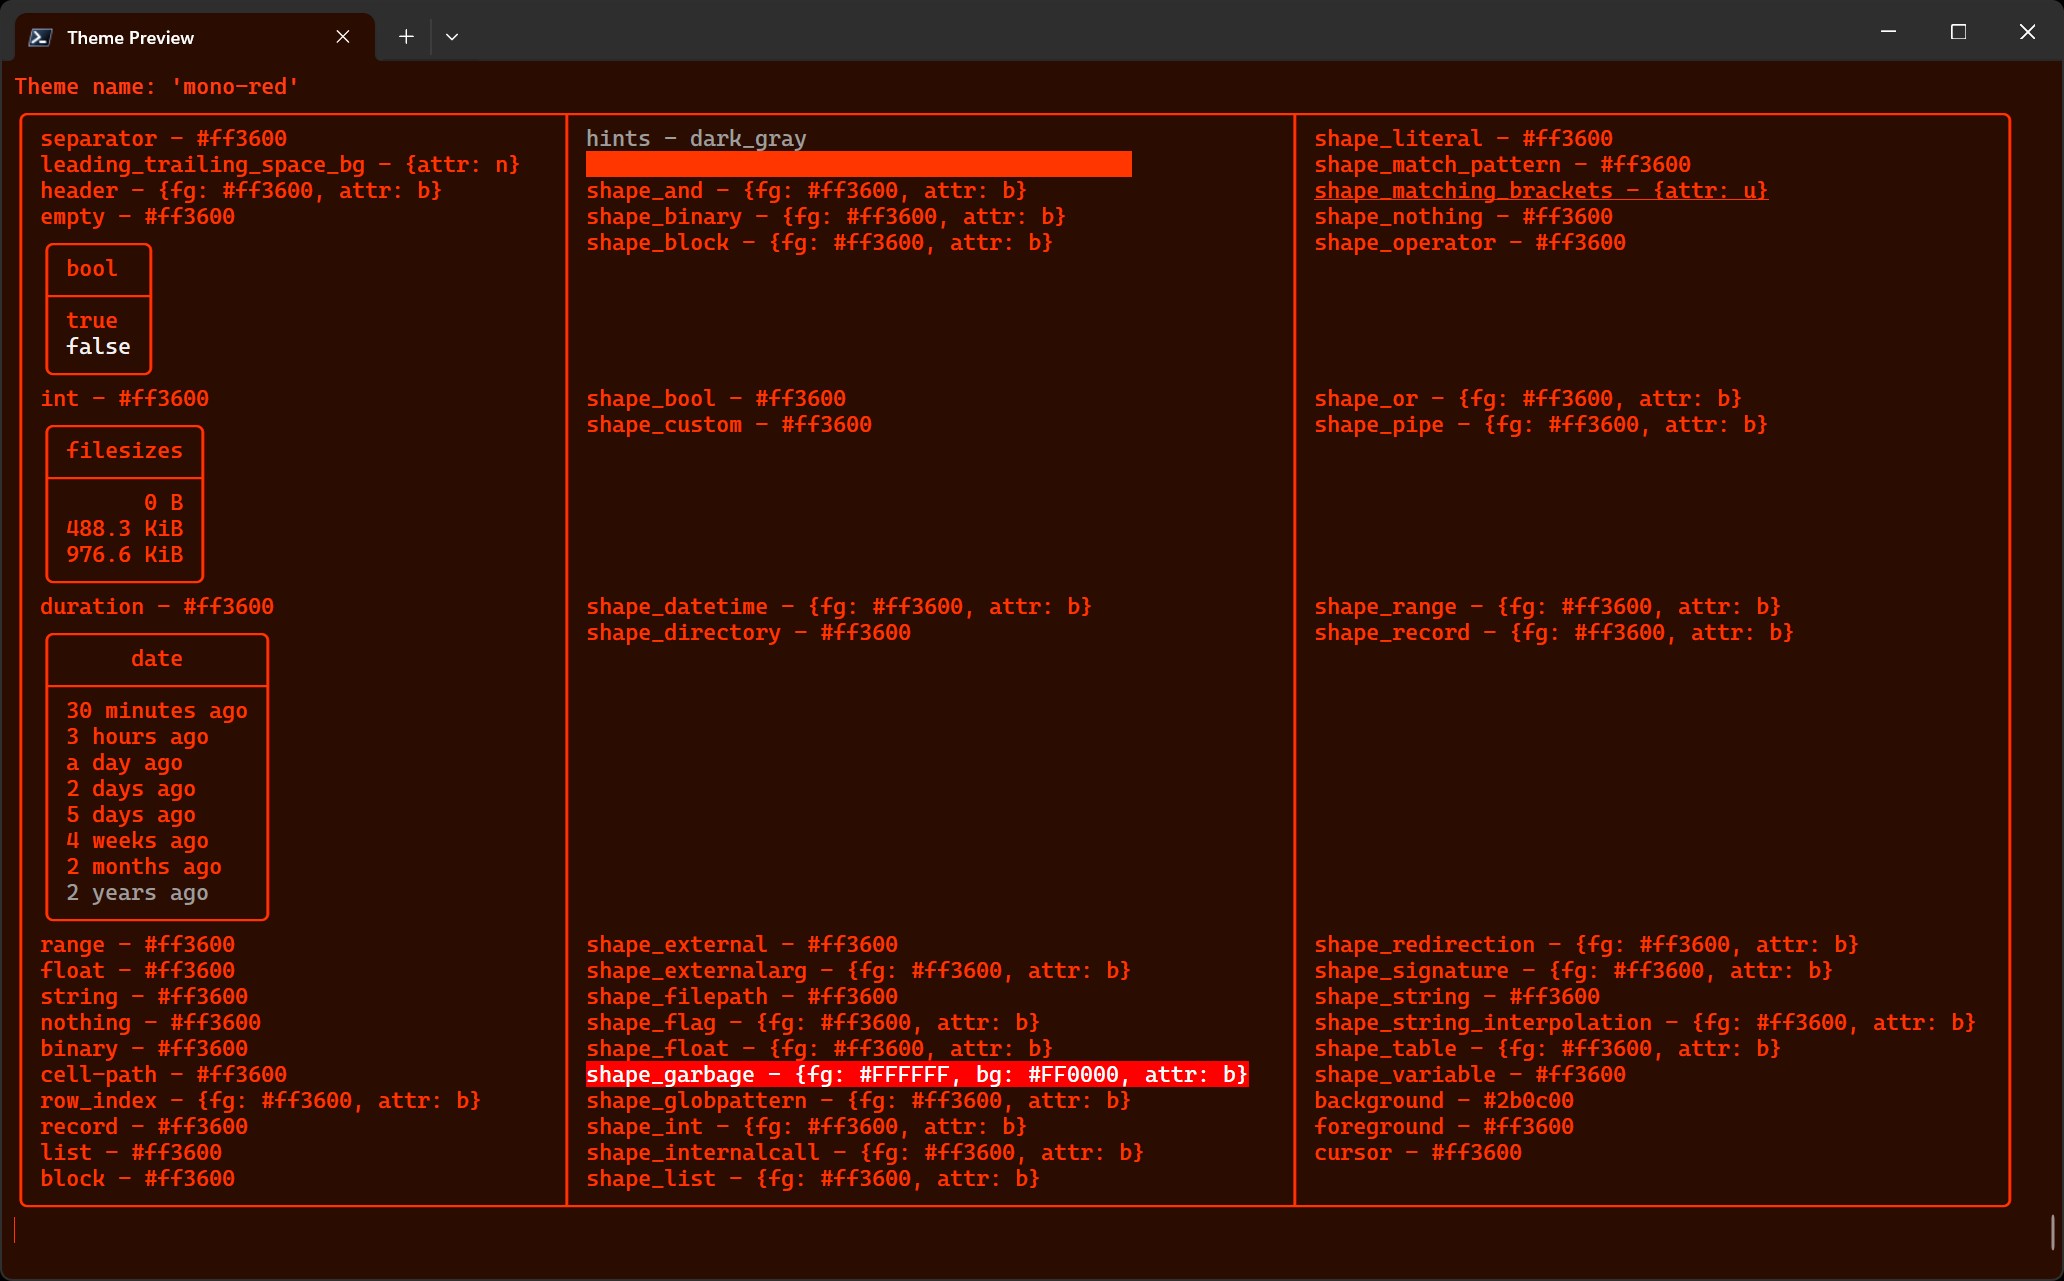 Theme Preview
Theme name: 'mono-red'
separator - #ff3600
leading_trailing_space_bg - {attr: n}
header - {fg: #ff3600, attr: b}
empty - #ff3600
bool
true
false
int - #ff3600
filesizes
0 B
488.3 KiB
976.6 KiB
duration - #ff3600
date
30 minutes ago
3 hours ago
a day ago
2 days ago
5 days ago
4 weeks ago
2 months ago
2 years ago
range - #ff3600
float - #ff3600
string - #ff3600
nothing - #ff3600
binary - #ff3600
cell-path - #ff3600
row_index - {fg: #ff3600, attr: b}
record - #ff3600
list - #ff3600
block - #ff3600
hints - dark_gray
shape_and - {fg: #ff3600, attr: b}
shape_binary - {fg: #ff3600, attr: b}
shape_block - {fg: #ff3600, attr: b}
shape_bool - #ff3600
shape_custom - #ff3600
shape_datetime - {fg: #ff3600, attr: b}
shape_directory - #ff3600
shape_external - #ff3600
shape_externalarg - {fg: #ff3600, attr: b}
shape_filepath - #ff3600
shape_flag - {fg: #ff3600, attr: b}
shape_float - {fg: #ff3600, attr: b}
shape_garbage - {fg: #FFFFFF, bg: #FF0000, attr: b}
shape_globpattern - {fg: #ff3600, attr: b}
shape_int - {fg: #ff3600, attr: b}
shape_internalcall - {fg: #ff3600, attr: b}
shape_list - {fg: #ff3600, attr: b}
shape_literal - #ff3600
shape_match_pattern - #ff3600
shape_matching_brackets - {attr: u}
shape_nothing - #ff3600
shape_operator - #ff3600
shape_or - {fg: #ff3600, attr: b}
shape_pipe - {fg: #ff3600, attr: b}
shape_range - {fg: #ff3600, attr: b}
shape_record - {fg: #ff3600, attr: b}
shape_redirection - {fg: #ff3600, attr: b}
shape_signature - {fg: #ff3600, attr: b}
shape_string - #ff3600
shape_string_interpolation - {fg: #ff3600, attr: b}
shape_table - {fg: #ff3600, attr: b}
shape_variable - #ff3600
background - #2b0c00
foreground - #ff3600
cursor - #ff3600